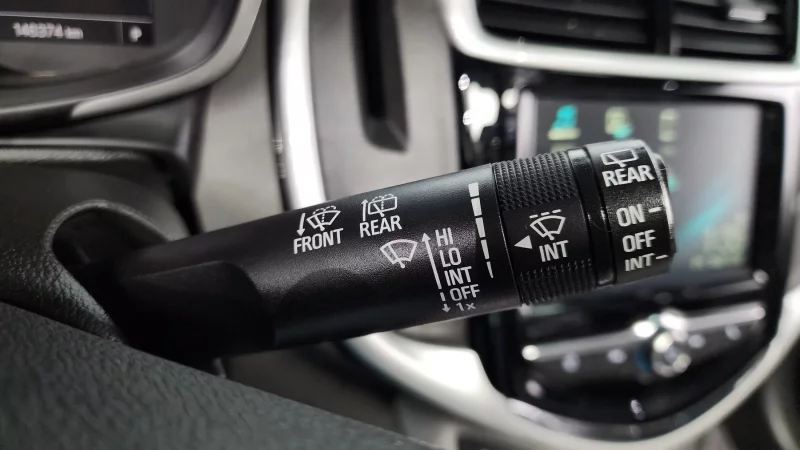 148374 km
P
FRONT
REAR
HI
LO
INT
OFF
1x
INT
REAR
ON
OFF
INT